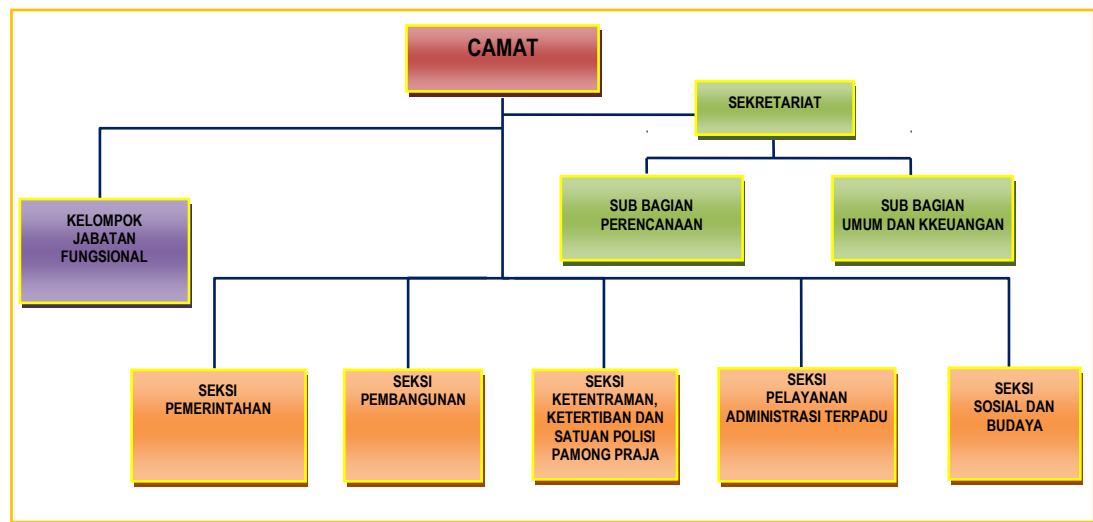 CAMAT
SEKRETARIAT
KELOMPOK
JABATAN
FUNGSIONAL
SUB BAGIAN
PERENCANAAN
SUB BAGIAN
UMUM DAN KKEUANGAN
SEKSI
PEMERINTAHAN
SEKSI
PEMBANGUNAN
SEKSI
KETENTRAMAN,
KETERTIBAN DAN
SATUAN POLISI
PAMONG PRAJA
SEKSI
PELAYANAN
ADMINISTRASI TERPADU
SEKSI
SOSIAL DAN
BUDAYA